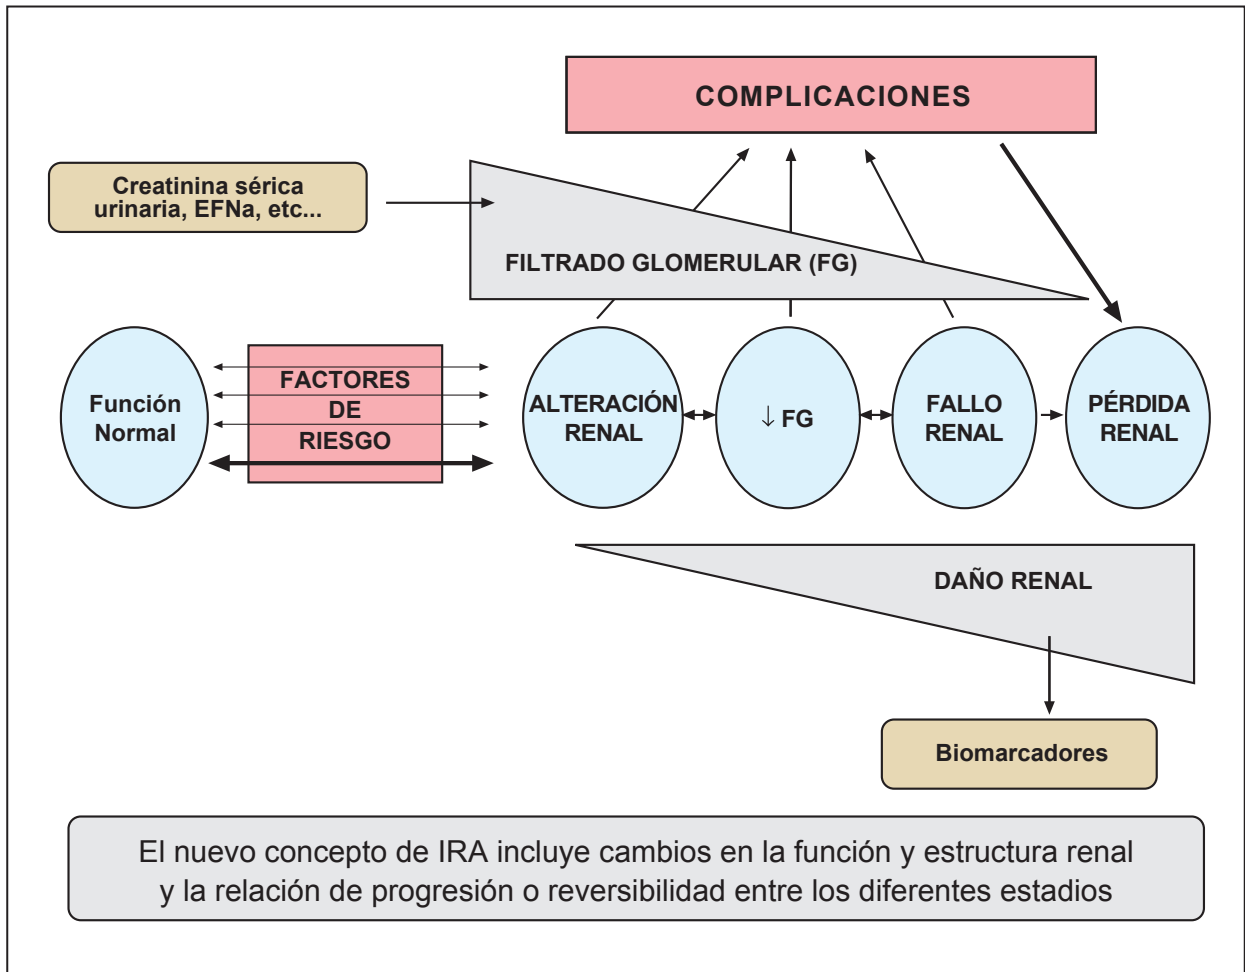 COMPLICACIONES
Creatinina sérica
urinaria, EFNa, etc...
FILTRADO GLOMERULAR (FG)
Función
Normal
FACTORES
DE
RIESGO
ALTERACIÓN
RENAL
↓ FG
FALLO
RENAL
PÉRDIDA
RENAL
DAÑO RENAL
Biomarcadores
El nuevo concepto de IRA incluye cambios en la función y estructura renal
y la relación de progresión o reversibilidad entre los diferentes estadios